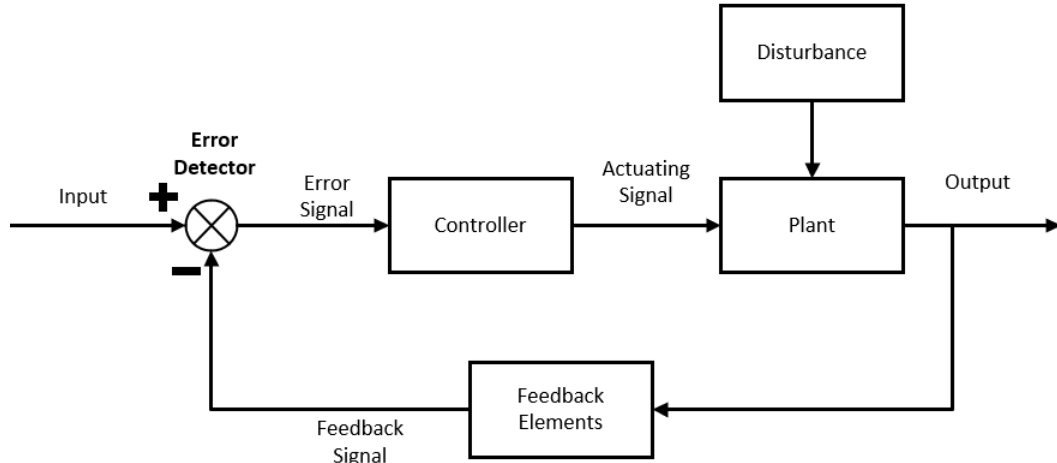 Disturbance
Error
Detector
Input
+
Error
Signal
Controller
Actuating
Signal
Plant
Output
−
Feedback
Elements
Feedback
Signal